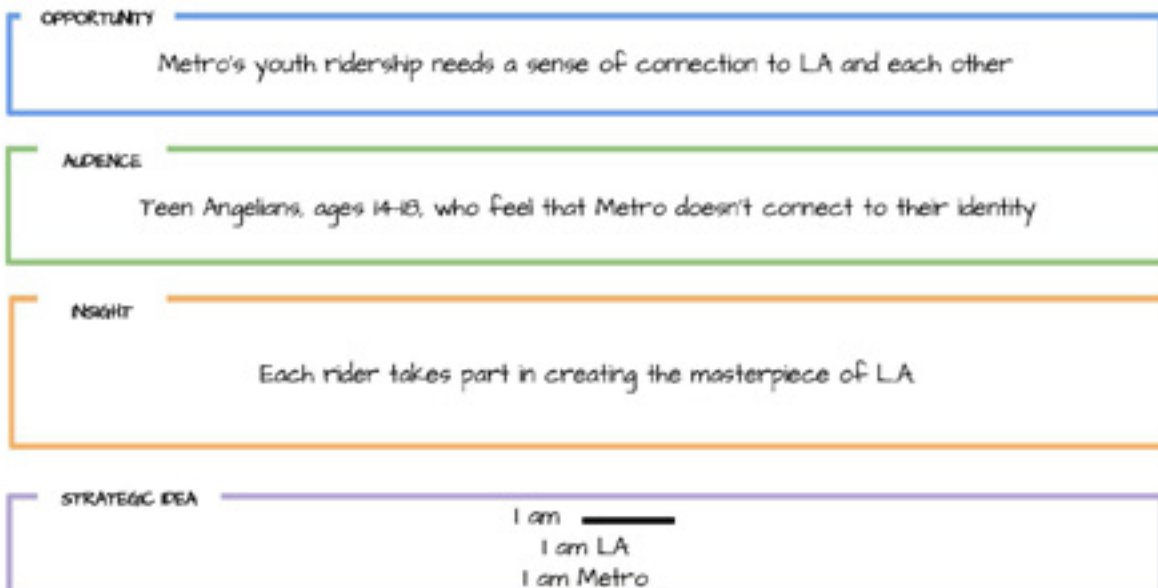 OPPORTUNITY
Metro's youth ridership needs a sense of connection to LA and each other
AUDIENCE
Teen Angelians, ages 14-18, who feel that Metro doesn't connect to their identity
INSIGHT
Each rider takes part in creating the masterpiece of L.A.
STRATEGIC IDEA
I am
I am LA
I am Metro